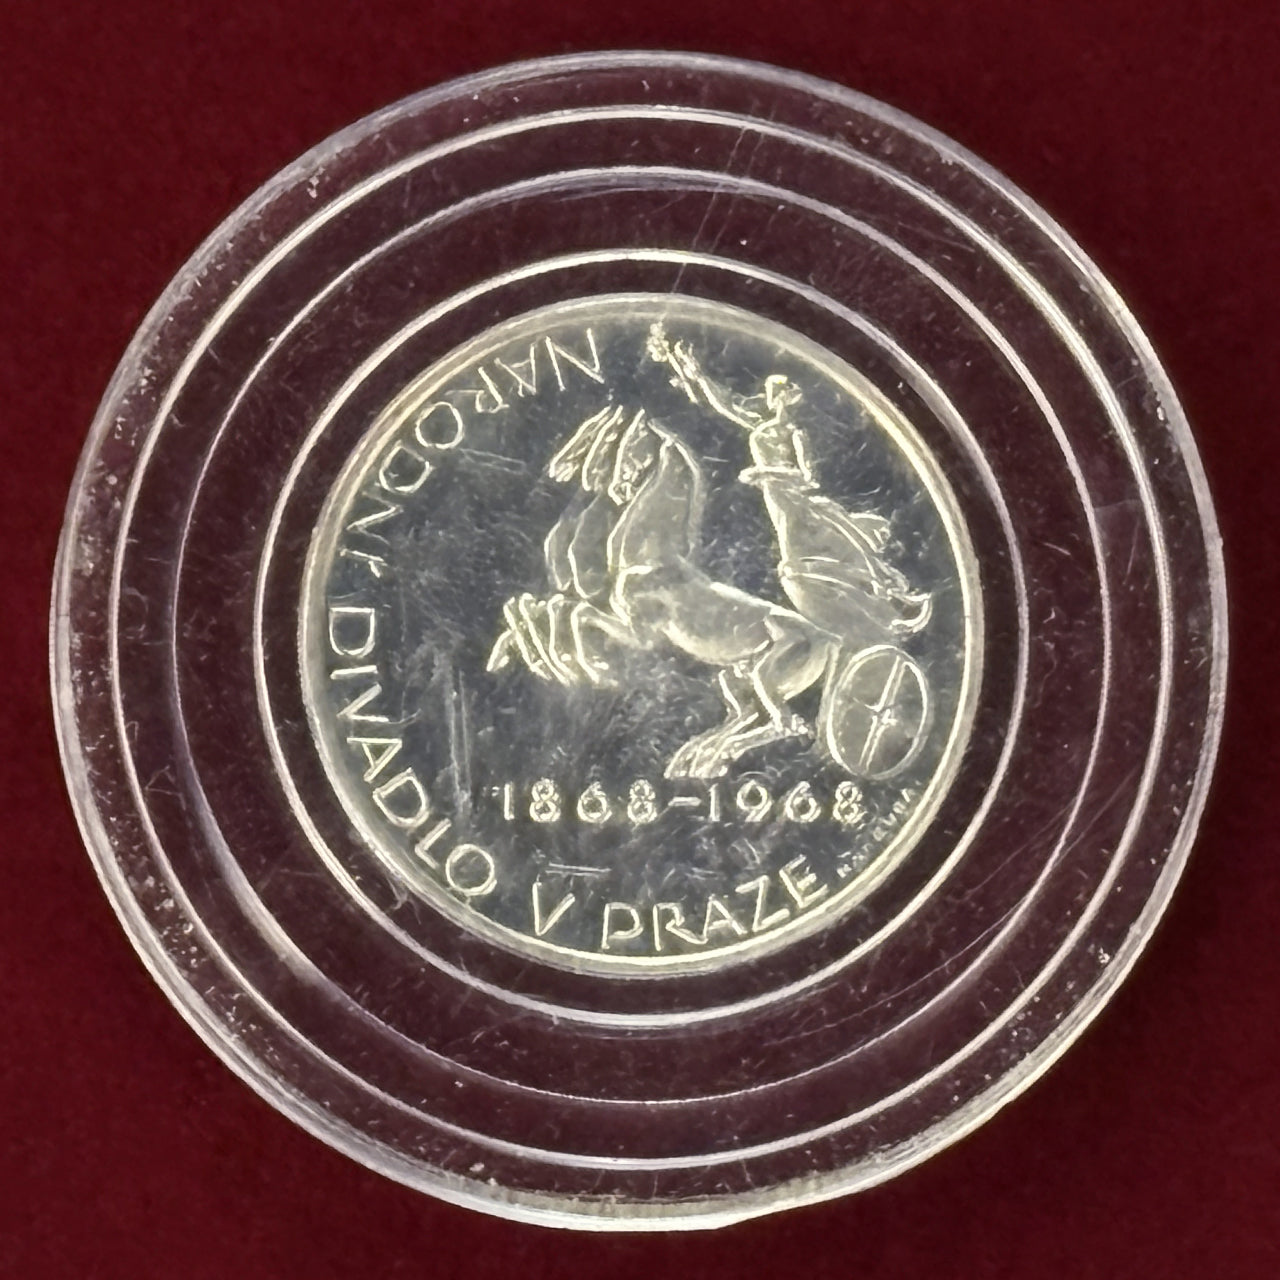 NÁRODNÍ DIVADLO V PRAZE
1868-1968